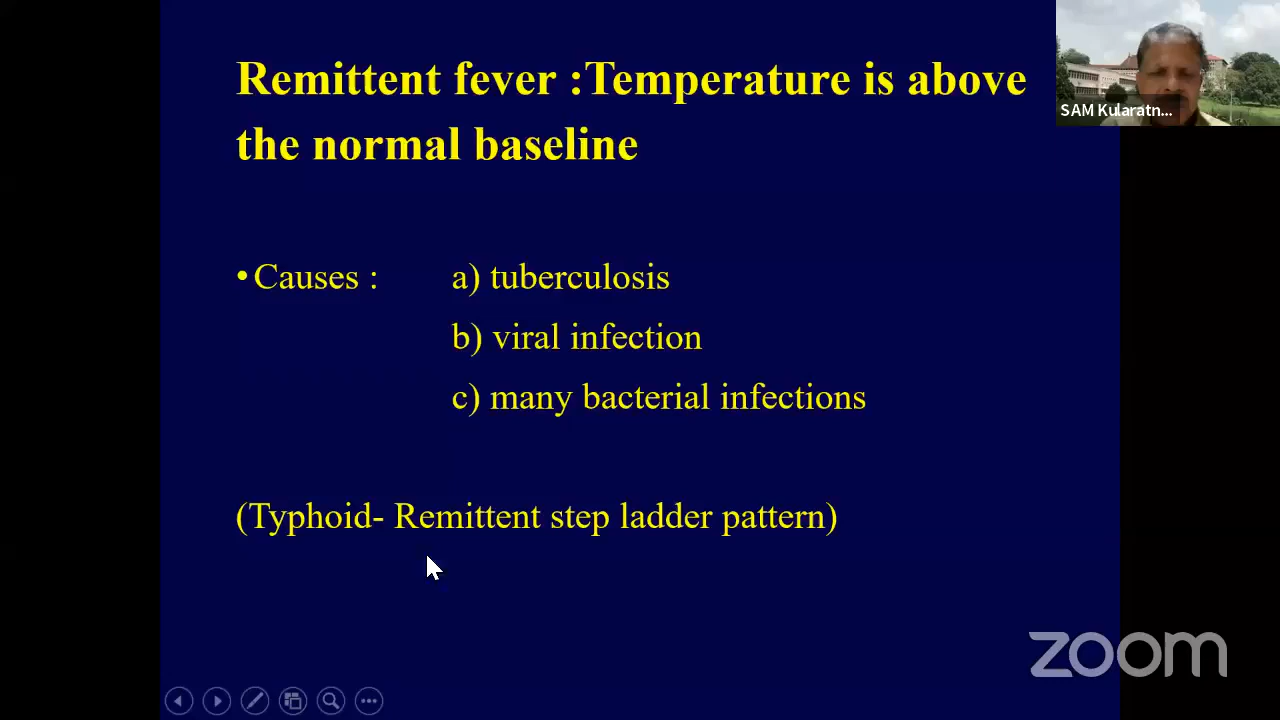 Remittent fever :Temperature is above
the normal baseline
SAM Kularatn...
• Causes : a) tuberculosis
b) viral infection
c) many bacterial infections
(Typhoid- Remittent step ladder pattern)
zoom